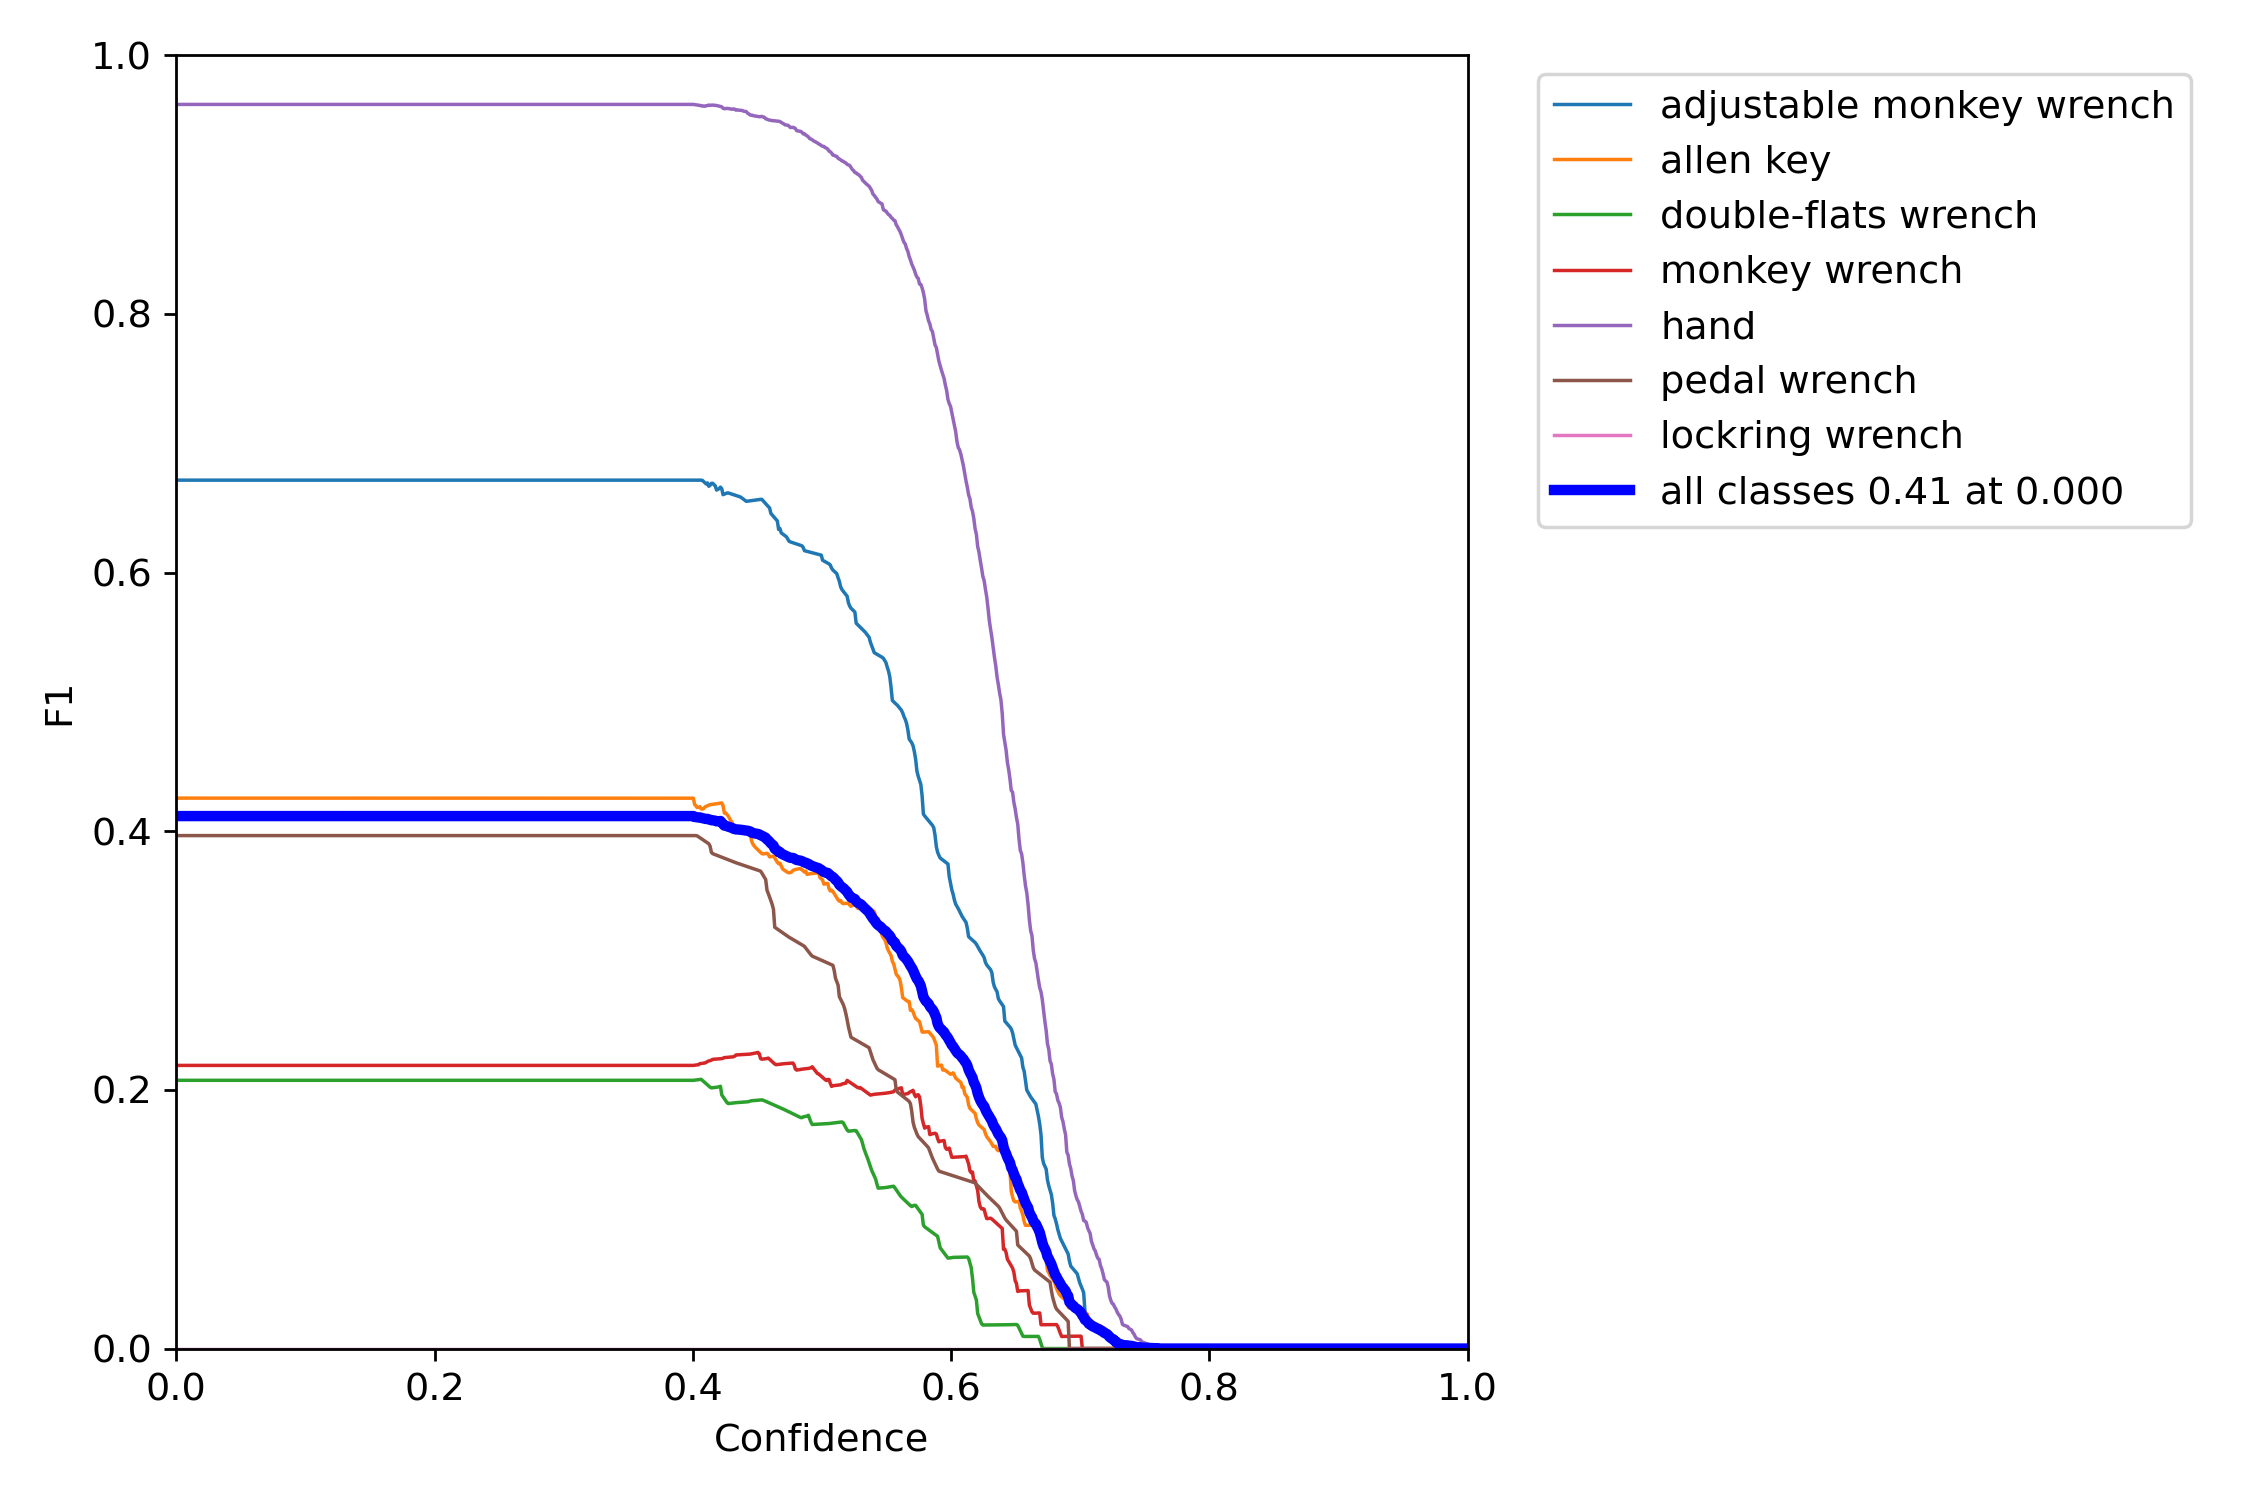 1.0
0.8
0.6
0.4
0.2
0.0
F1
0.0 0.2 0.4 0.6 0.8 1.0
Confidence
adjustable monkey wrench
allen key
double-flats wrench
monkey wrench
hand
pedal wrench
lockring wrench
all classes 0.41 at 0.000